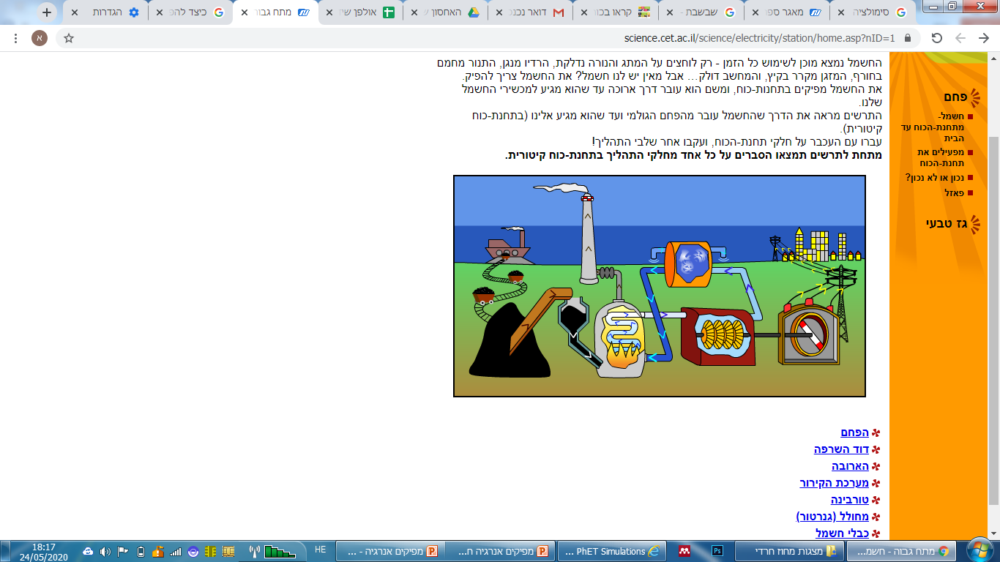 סימולציה
מאגר ספו
שבשבת -
קראו בכוו
דואר נכנס
האחסון ש
אולפן שיד
מתח גבור
כיצד להפי
הגדרות
science.cet.ac.il/science/electricity/station/home.asp?nID=1
א
החשמל נמצא מוכן לשימוש כל הזמן - רק לוחצים על המתג והנורה נדלקת, הרדיו מנגן, התנור מחמם
בחורף, המזגן מקרר בקיץ, והמחשב דולק... אבל מאין יש לנו חשמל? את החשמל צריך להפיק.
את החשמל מפיקים בתחנות-כוח, ומשם הוא עובר דרך ארוכה עד שהוא מגיע למכשירי החשמל
שלנו.
התרשים מראה את הדרך שהחשמל עובר מהפחם הגולמי ועד שהוא מגיע אלינו (בתחנת-כוח
קיטורית).
עברו עם העכבר על חלקי תחנת-הכוח, ועקבו אחר שלבי התהליך!
מתחת לתרשים תמצאו הסברים על כל אחד מחלקי התהליך בתחנת-כוח קיטורית.
פחם
חשמל-
מתחנת-הכוח עד
הבית
מפעילים את
תחנת-הכוח
נכון או לא נכון?
פאזל
גז טבעי
הפחם
דוד השרפה
הארובה
מערכת הקירור
טורבינה
מחולל (גנרטור)
כבלי חשמל
מתח גבוה - חשמ...
מצגות מחוז חרדי
Ps
PhET Simulations ...
מפיקים אנרגיה ח...
מפיקים אנרגיה - ...
HE
18:17
24/05/2020